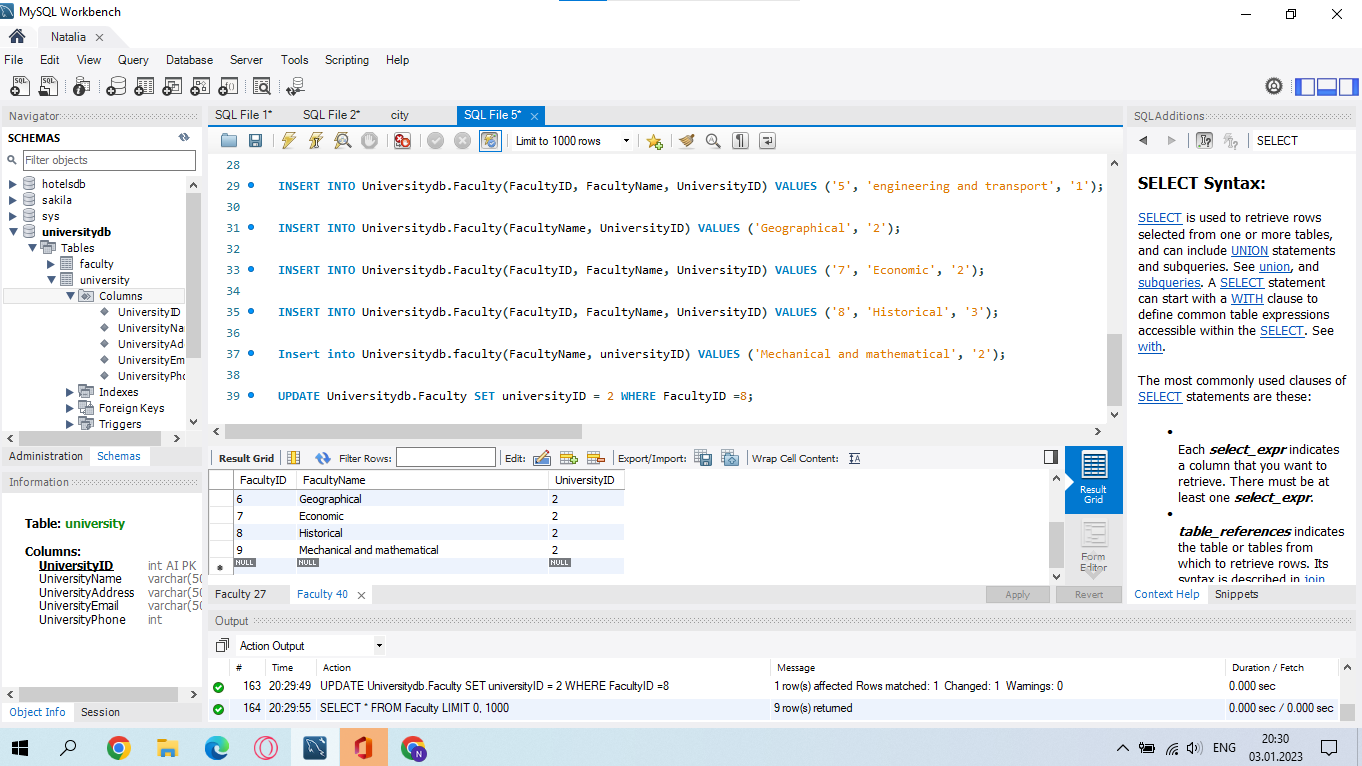 MySQL Workbench
Natalia
File Edit View Query Database Server Tools Scripting Help
Navigator
SCHEMAS
Filter objects
hotelsdb
sakila
sys
universitydb
Tables
faculty
university
Columns
UniversityID
UniversityNa
UniversityAd
UniversityEm
UniversityPho
Indexes
Foreign Keys
Triggers
Administration Schemas
Information
Table: university
Columns:
UniversityID int AI PK
UniversityName varchar(50
UniversityAddress varchar(50
UniversityEmail varchar(50
UniversityPhone int
Object Info Session
SQL File 1* SQL File 2* city SQL File 5*
Limit to 1000 rows
28
29 INSERT INTO Universitydb.Faculty(FacultyID, FacultyName, UniversityID) VALUES ('5', 'engineering and transport', '1');
30
31 INSERT INTO Universitydb.Faculty(FacultyName, UniversityID) VALUES ('Geographical', '2');
32
33 INSERT INTO Universitydb.Faculty(FacultyID, FacultyName, UniversityID) VALUES ('7', 'Economic', '2');
34
35 INSERT INTO Universitydb.Faculty(FacultyID, FacultyName, UniversityID) VALUES ('8', 'Historical', '3');
36
37 Insert into Universitydb.faculty(FacultyName, universityID) VALUES ('Mechanical and mathematical', '2');
38
39 UPDATE Universitydb.Faculty SET universityID = 2 WHERE FacultyID =8;
Result Grid Filter Rows: Edit: Export/Import: Wrap Cell Content:
FacultyID FacultyName UniversityID
6 Geographical 2
7 Economic 2
8 Historical 2
9 Mechanical and mathematical 2
NULL NULL NULL
Result
Grid
Form
Editor
Faculty 27 Faculty 40 Apply Revert
Output
Action Output
# Time Action Message Duration / Fetch
163 20:29:49 UPDATE Universitydb.Faculty SET universityID = 2 WHERE FacultyID =8 1 row(s) affected Rows matched: 1 Changed: 1 Warnings: 0 0.000 sec
164 20:29:55 SELECT * FROM Faculty LIMIT 0, 1000 9 row(s) returned 0.000 sec / 0.000 sec
SQLAdditions
SELECT
SELECT Syntax:
SELECT is used to retrieve rows
selected from one or more tables,
and can include UNION statements
and subqueries. See union, and
subqueries. A SELECT statement
can start with a WITH clause to
define common table expressions
accessible within the SELECT. See
with.
The most commonly used clauses of
SELECT statements are these:
•
Each select_expr indicates
a column that you want to
retrieve. There must be at
least one select_expr.
•
table_references indicates
the table or tables from
which to retrieve rows. Its
syntax is described in join
Context Help Snippets
N
ENG
20:30
03.01.2023